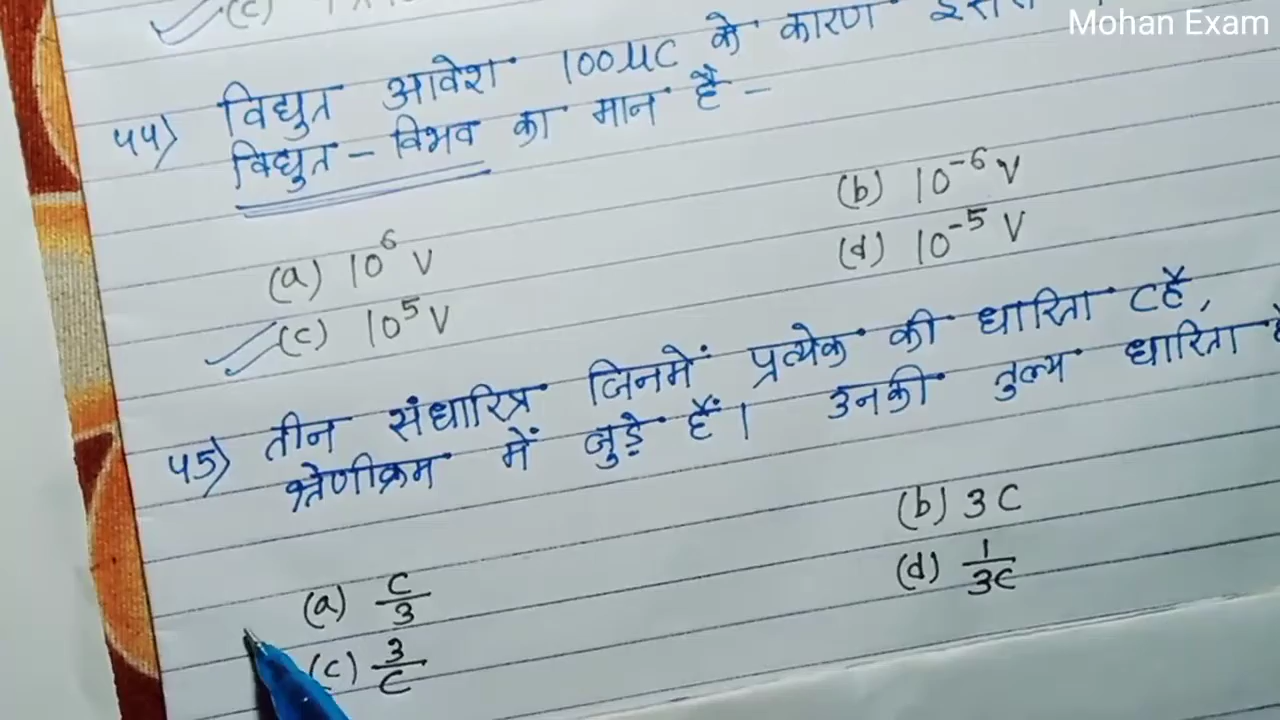 Mohan Exam
(c)
44) विद्युत आवेश 100μC के कारण
विद्युत - विभव का मान है -
(a) 10⁶ V (b) 10⁻⁶ V
(c) 10⁵ V (d) 10⁻⁵ V
45) तीन संधारित्र जिनमें प्रत्येक की धारिता C है,
श्रेणीक्रम में जुड़े हैं। उनकी तुल्य धारिता
(a) C/3 (b) 3C
(c) 3/C (d) 1/3C